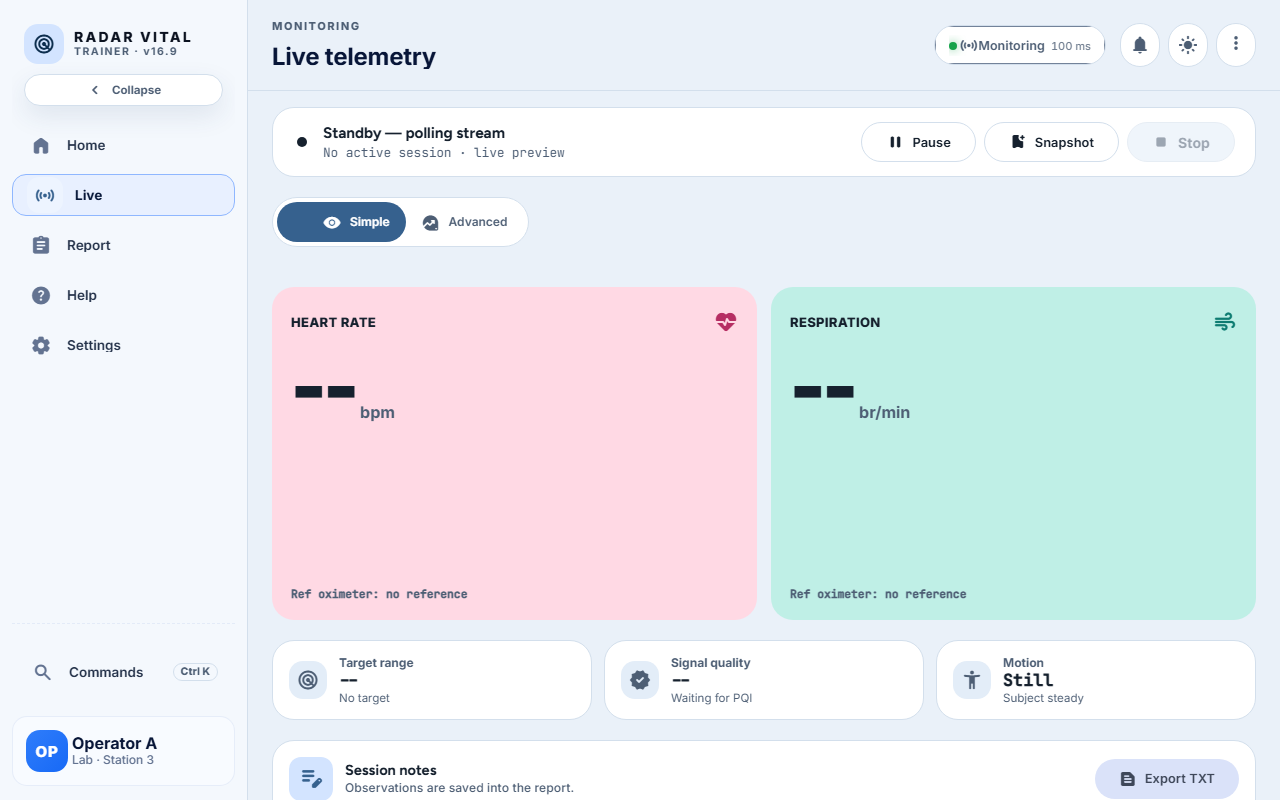 RADAR VITAL
TRAINER · v16.9
Collapse
Home
Live
Report
Help
Settings
Commands
Ctrl K
OP
Operator A
Lab · Station 3
MONITORING
Live telemetry
Monitoring 100 ms
Standby — polling stream
No active session · live preview
Pause
Snapshot
Stop
Simple
Advanced
HEART RATE
-- bpm
Ref oximeter: no reference
RESPIRATION
-- br/min
Ref oximeter: no reference
Target range
--
No target
Signal quality
--
Waiting for PQI
Motion
Still
Subject steady
Session notes
Observations are saved into the report.
Export TXT